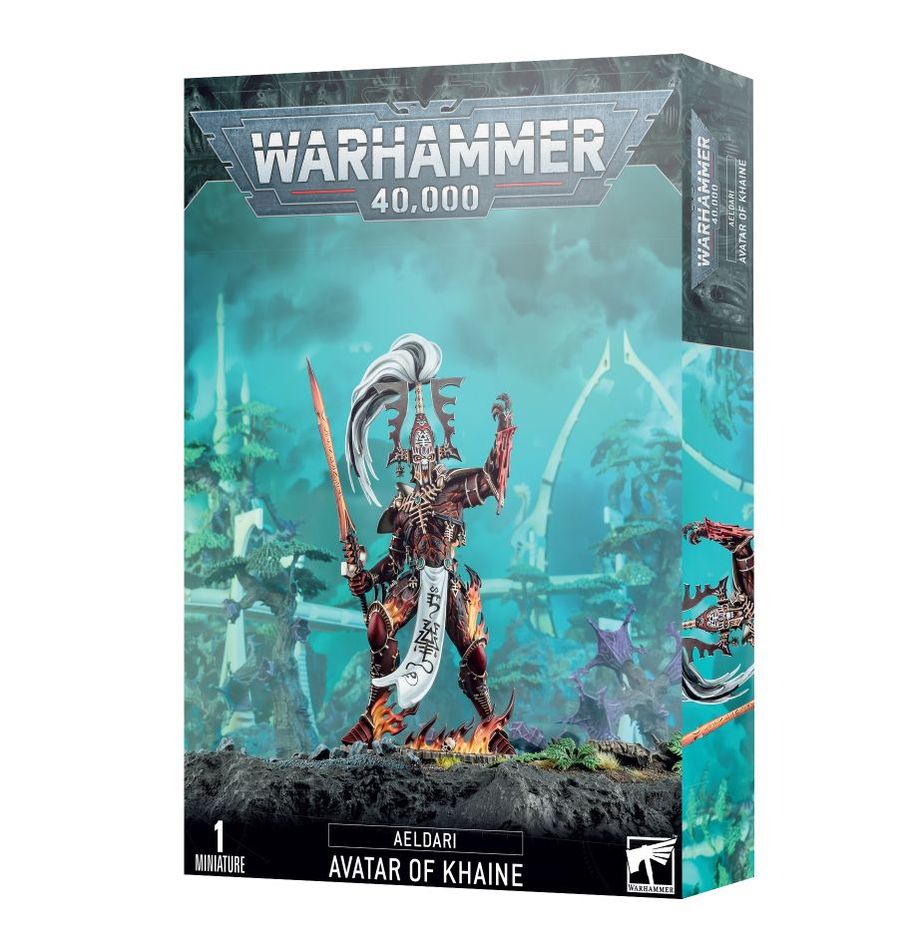 WARHAMMER
40,000
AELDARI
AVATAR OF KHAINE
1
MINIATURE
WARHAMMER
WARHAMMER
40,000
AELDARI
AVATAR OF KHAINE